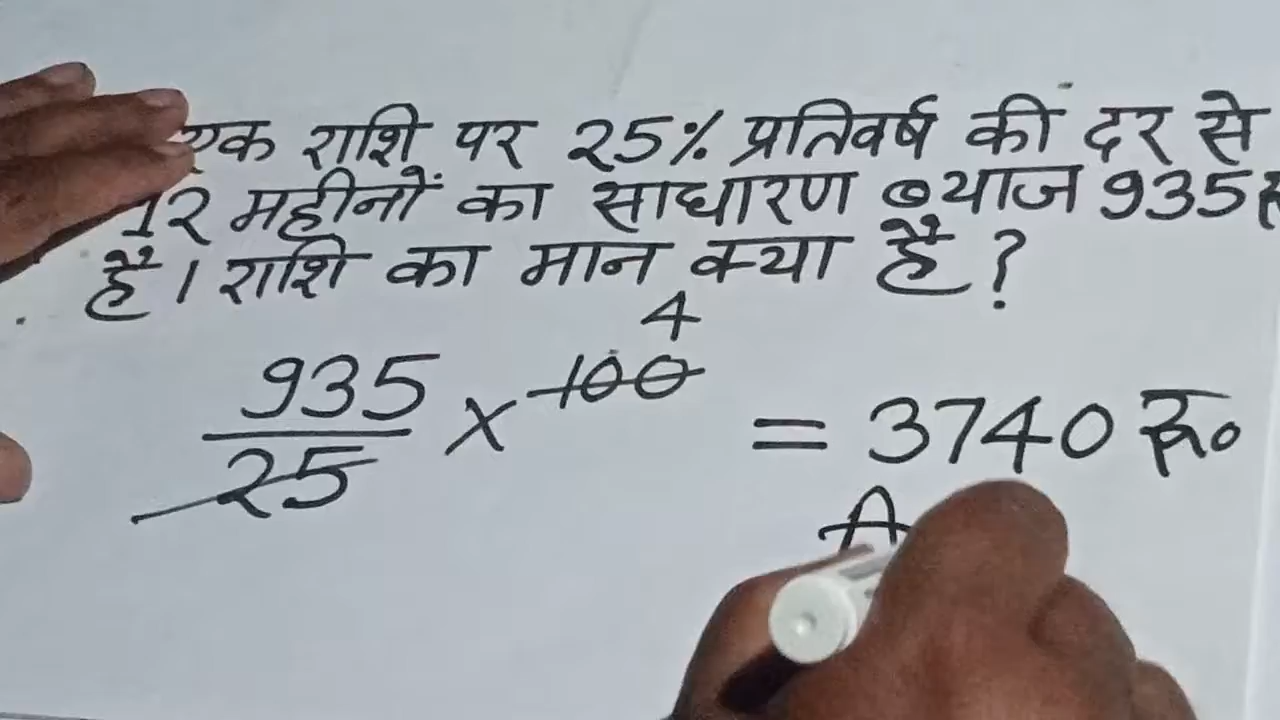 एक राशि पर 25% प्रतिवर्ष की दर से
12 महीनों का साधारण ब्याज 935 रु
है। राशि का मान क्या है?
4
935 × 100 = 3740 रू०
25
A